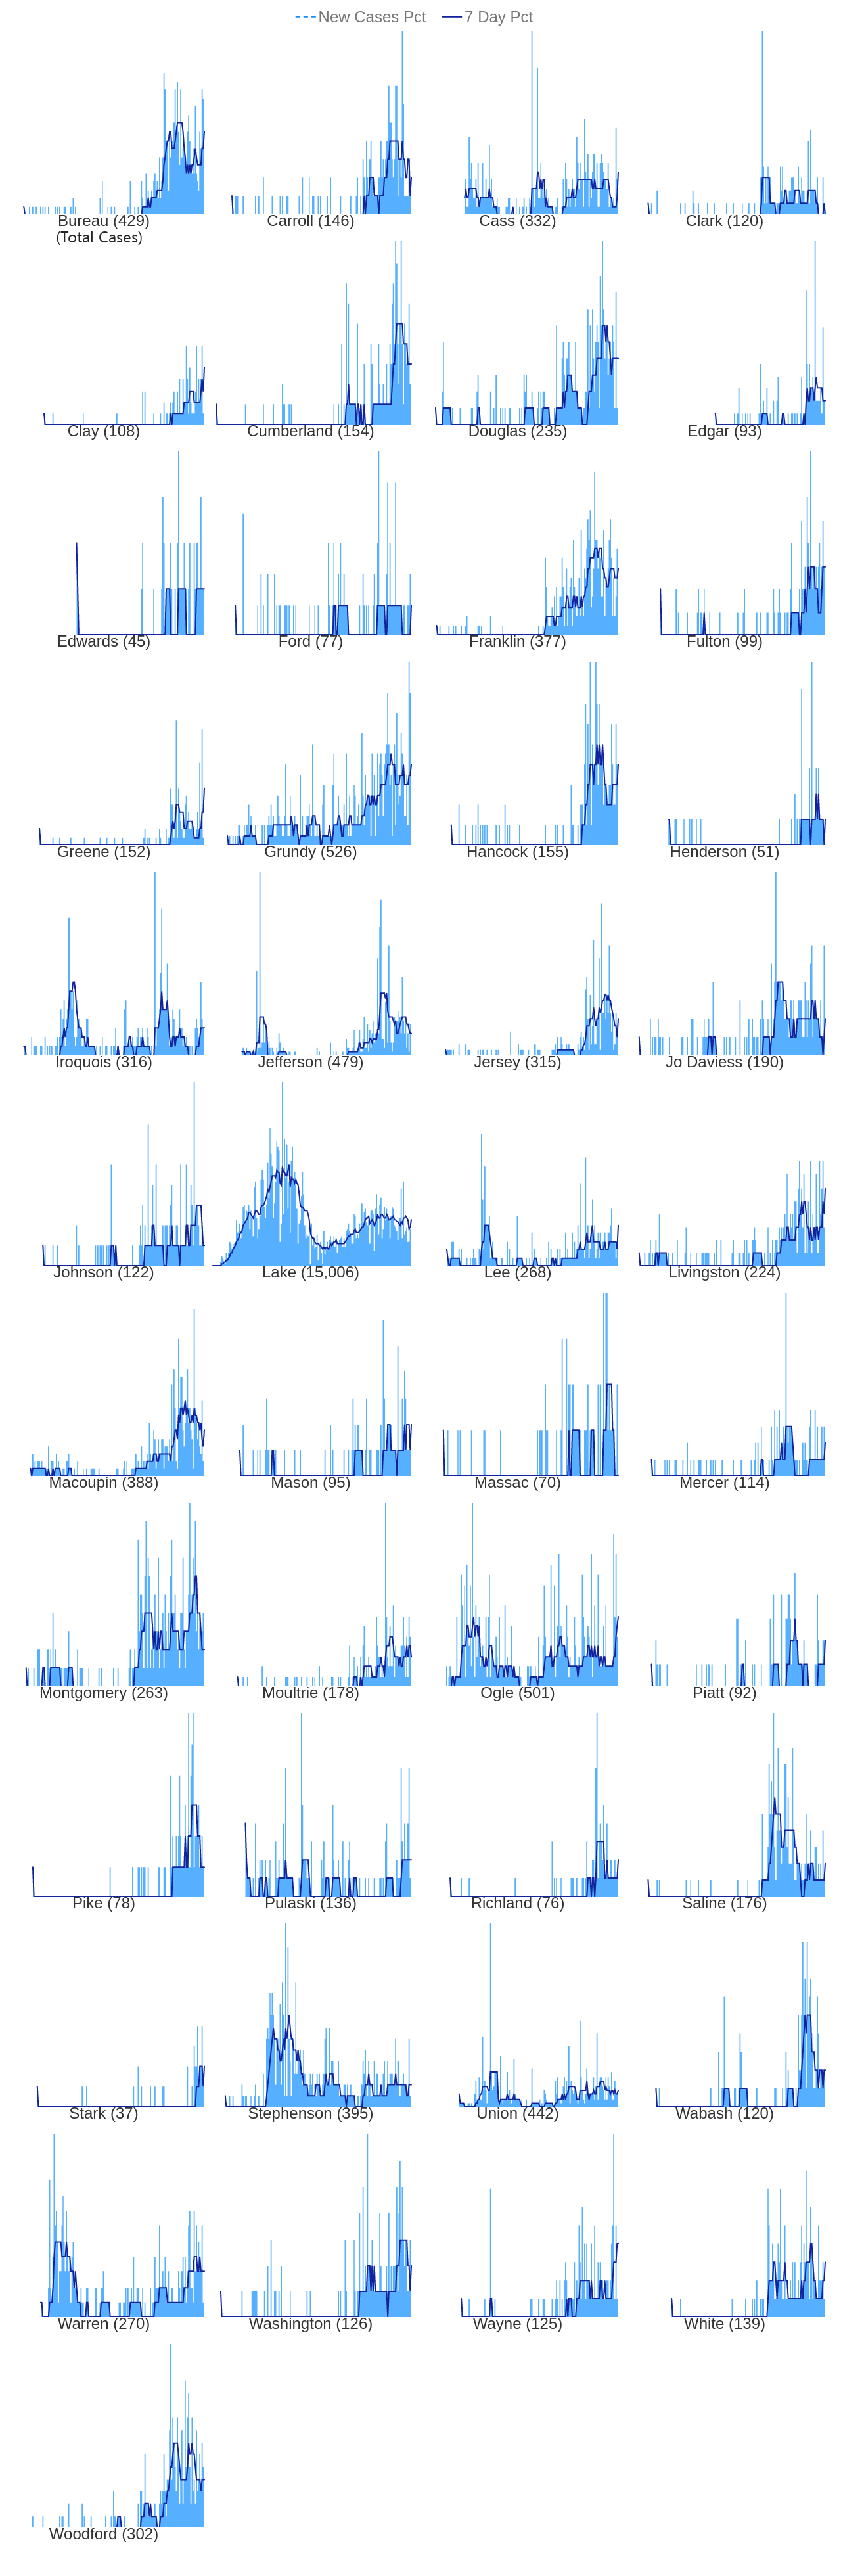 New Cases Pct 7 Day Pct
Bureau (429) Carroll (146) Cass (332) Clark (120)
(Total Cases)
Clay (108) Cumberland (154) Douglas (235) Edgar (93)
Edwards (45) Ford (77) Franklin (377) Fulton (99)
Greene (152) Grundy (526) Hancock (155) Henderson (51)
Iroquois (316) Jefferson (479) Jersey (315) Jo Daviess (190)
Johnson (122) Lake (15,006) Lee (268) Livingston (224)
Macoupin (388) Mason (95) Massac (70) Mercer (114)
Montgomery (263) Moultrie (178) Ogle (501) Piatt (92)
Pike (78) Pulaski (136) Richland (76) Saline (176)
Stark (37) Stephenson (395) Union (442) Wabash (120)
Warren (270) Washington (126) Wayne (125) White (139)
Woodford (302)